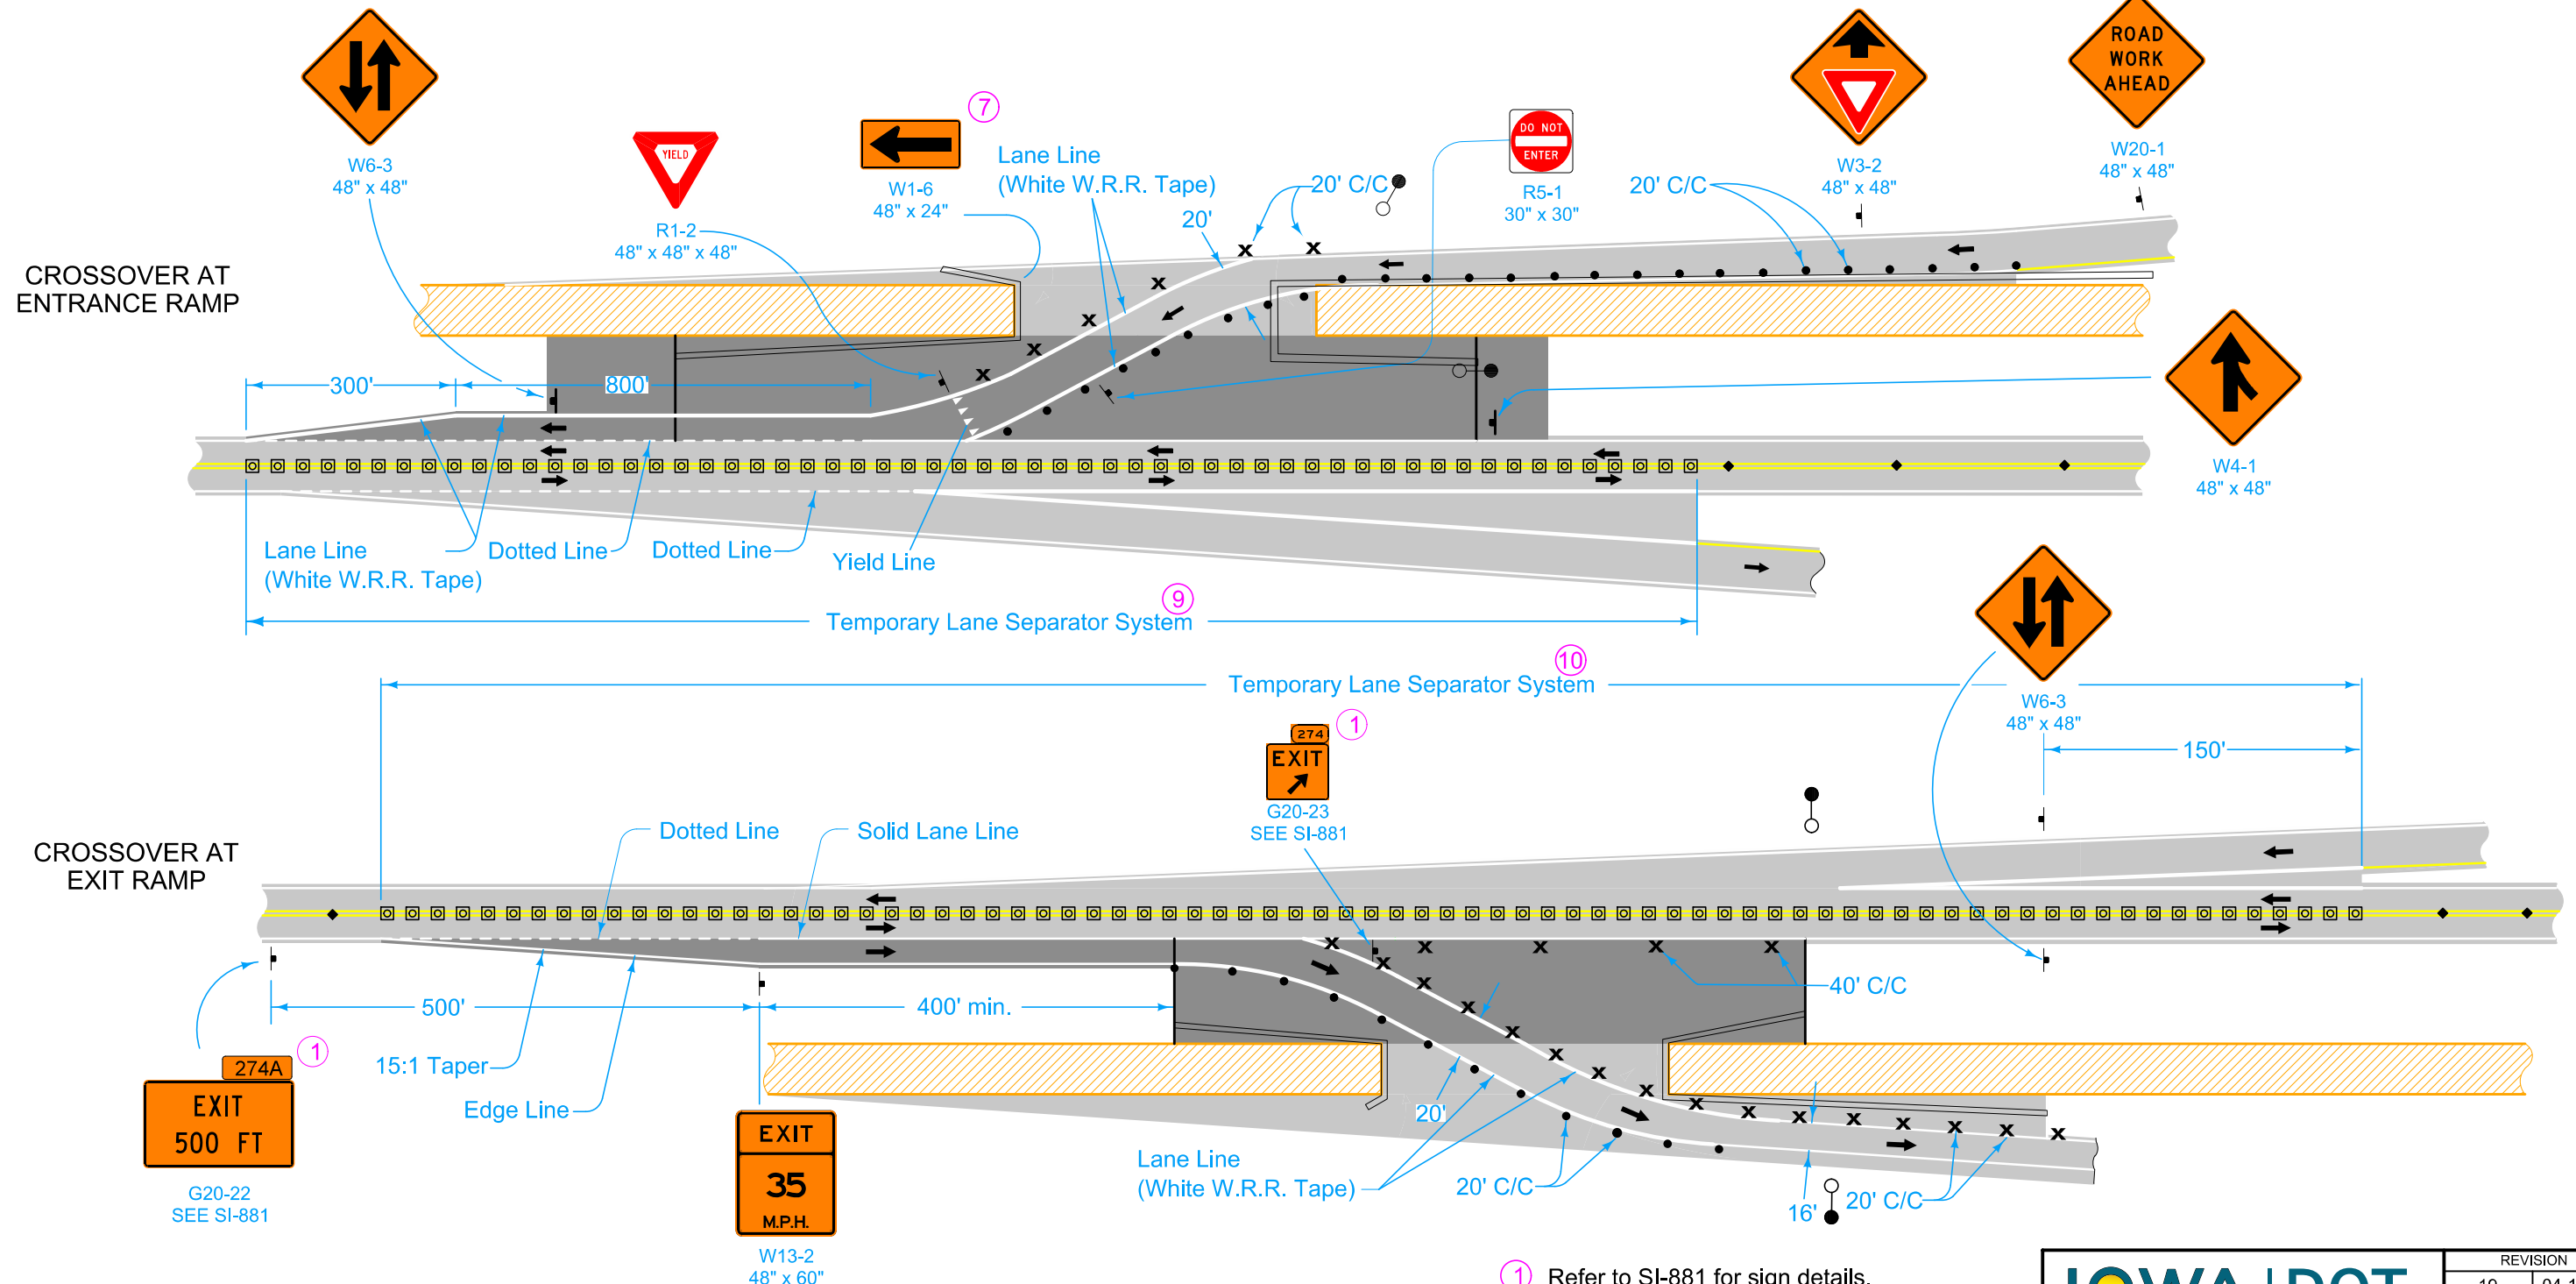 ROAD
WORK
AHEAD
W20-1
48" x 48"
W3-2
48" x 48"
DO NOT
ENTER
R5-1
30" x 30"
20' C/C
7
W1-6
48" x 24"
Lane Line
(White W.R.R. Tape)
20' C/C
20'
YIELD
R1-2
48" x 48" x 48"
W6-3
48" x 48"
CROSSOVER AT
ENTRANCE RAMP
300'
800'
W4-1
48" x 48"
Lane Line
(White W.R.R. Tape)
Dotted Line
Dotted Line
Yield Line
9
Temporary Lane Separator System
10
Temporary Lane Separator System
W6-3
48" x 48"
150'
274
EXIT
1
G20-23
SEE SI-881
Dotted Line
Solid Lane Line
CROSSOVER AT
EXIT RAMP
500'
400' min.
40' C/C
274A
1
EXIT
500 FT
G20-22
SEE SI-881
15:1 Taper
Edge Line
EXIT
35
M.P.H.
W13-2
48" x 60"
20'
Lane Line
(White W.R.R. Tape)
20' C/C
16'
20' C/C
1 Refer to SI-881 for sign details.
IOWA DOT
REVISION